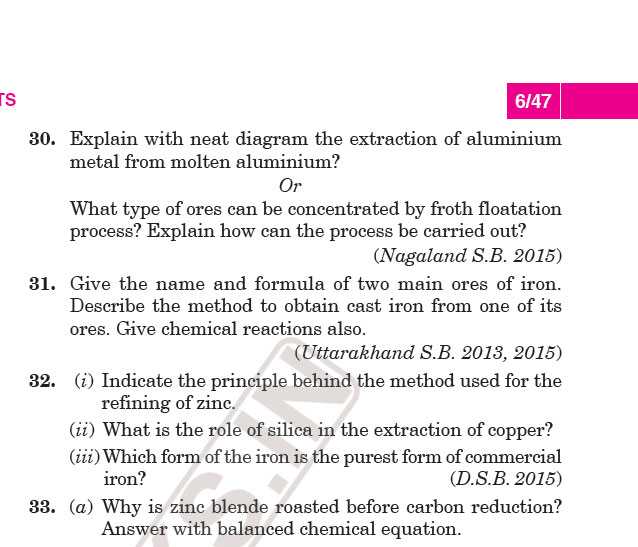 TS
6/47
30. Explain with neat diagram the extraction of aluminium
metal from molten aluminium?
Or
What type of ores can be concentrated by froth floatation
process? Explain how can the process be carried out?
(Nagaland S.B. 2015)
31. Give the name and formula of two main ores of iron.
Describe the method to obtain cast iron from one of its
ores. Give chemical reactions also.
(Uttarakhand S.B. 2013, 2015)
32. (i) Indicate the principle behind the method used for the
refining of zinc.
(ii) What is the role of silica in the extraction of copper?
(iii) Which form of the iron is the purest form of commercial
iron? (D.S.B. 2015)
33. (a) Why is zinc blende roasted before carbon reduction?
Answer with balanced chemical equation.
S.IN